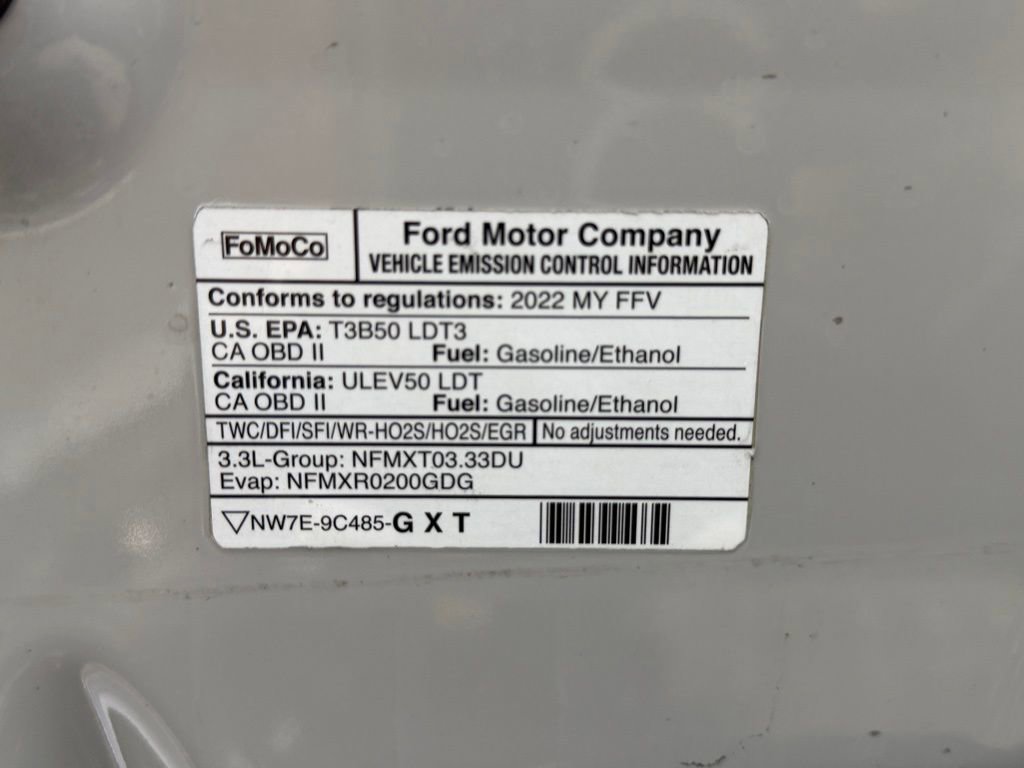 FoMoCo
Ford Motor Company
VEHICLE EMISSION CONTROL INFORMATION
Conforms to regulations: 2022 MY FFV
U.S. EPA: T3B50 LDT3
CA OBD II Fuel: Gasoline/Ethanol
California: ULEV50 LDT
CA OBD II Fuel: Gasoline/Ethanol
TWC/DFI/SFI/WR-HO2S/HO2S/EGR No adjustments needed.
3.3L-Group: NFMXT03.33DU
Evap: NFMXR0200GDG
▽NW7E-9C485-G X T